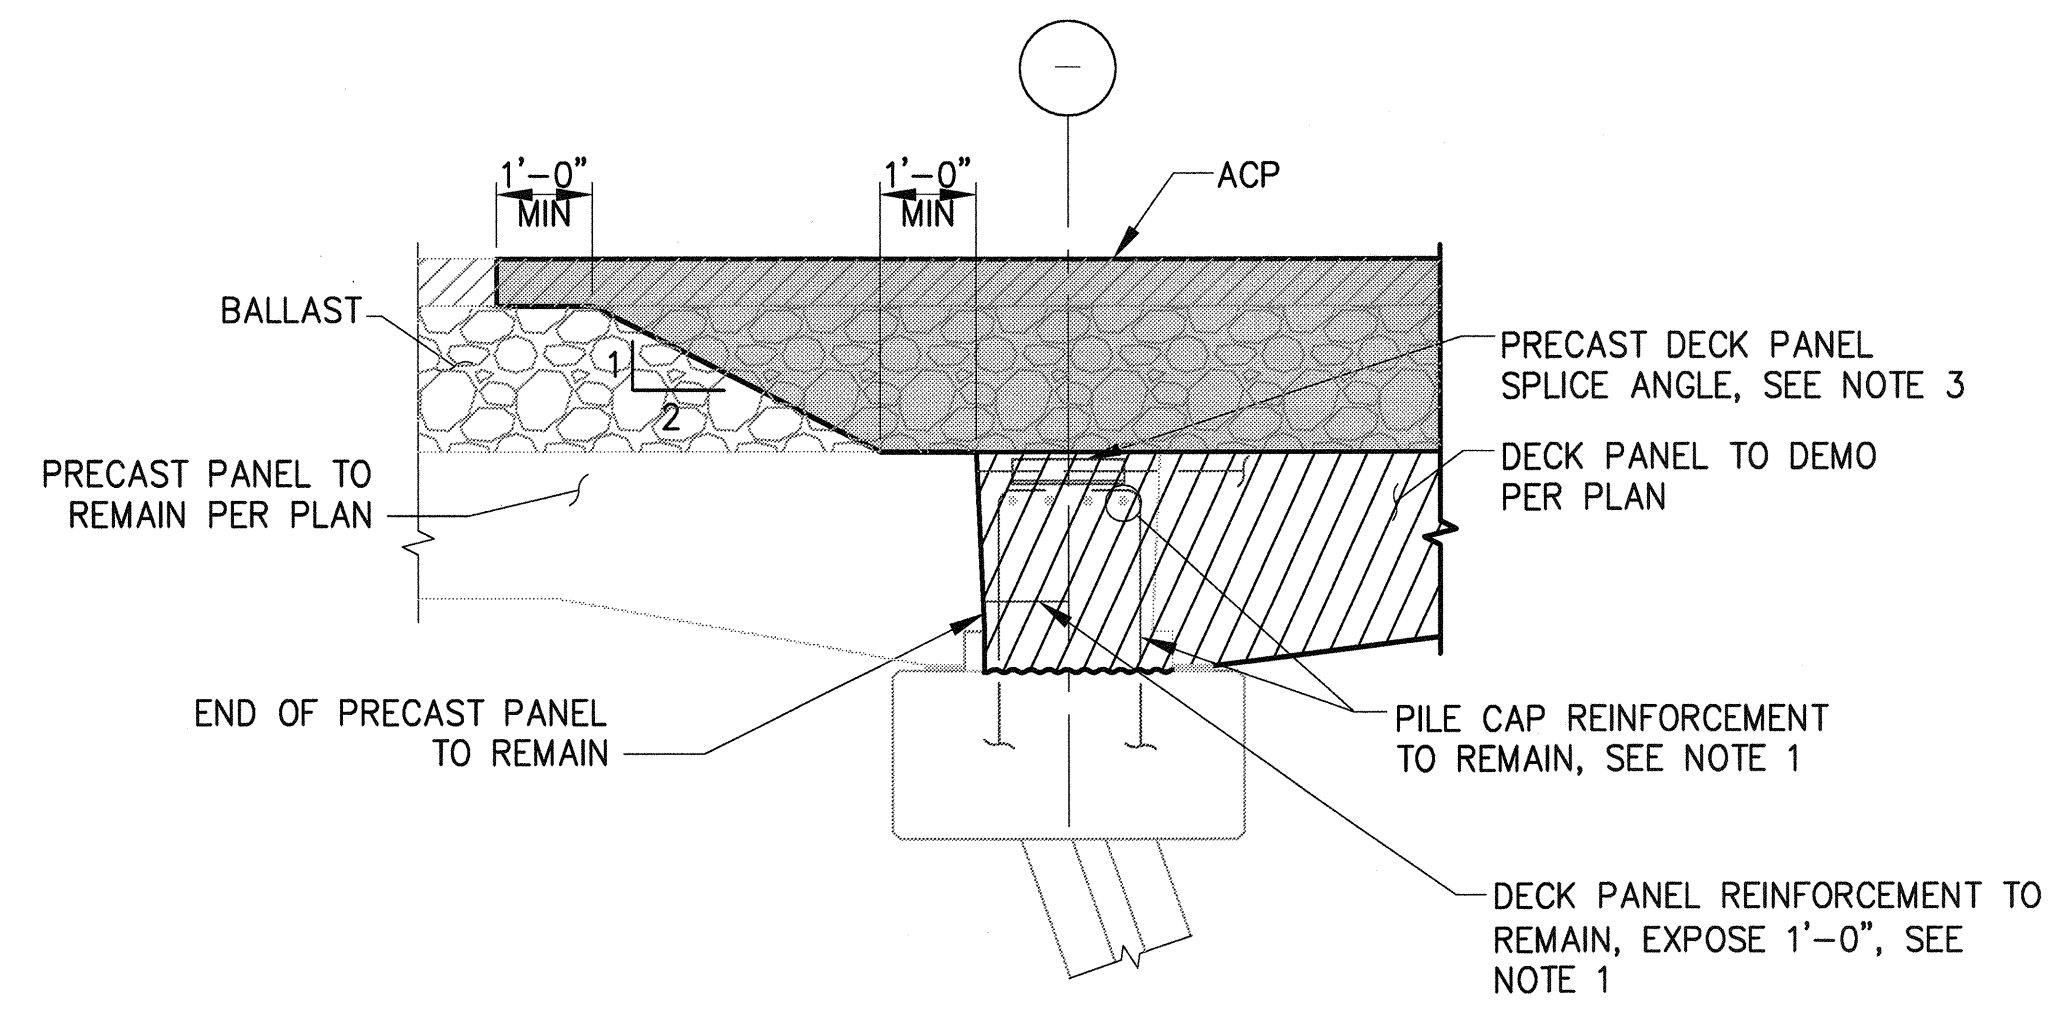 1'-0"
MIN
1'-0"
MIN
ACP
BALLAST
1
2
PRECAST DECK PANEL
SPLICE ANGLE, SEE NOTE 3
PRECAST PANEL TO
REMAIN PER PLAN
DECK PANEL TO DEMO
PER PLAN
END OF PRECAST PANEL
TO REMAIN
PILE CAP REINFORCEMENT
TO REMAIN, SEE NOTE 1
DECK PANEL REINFORCEMENT TO
REMAIN, EXPOSE 1'-0", SEE
NOTE 1